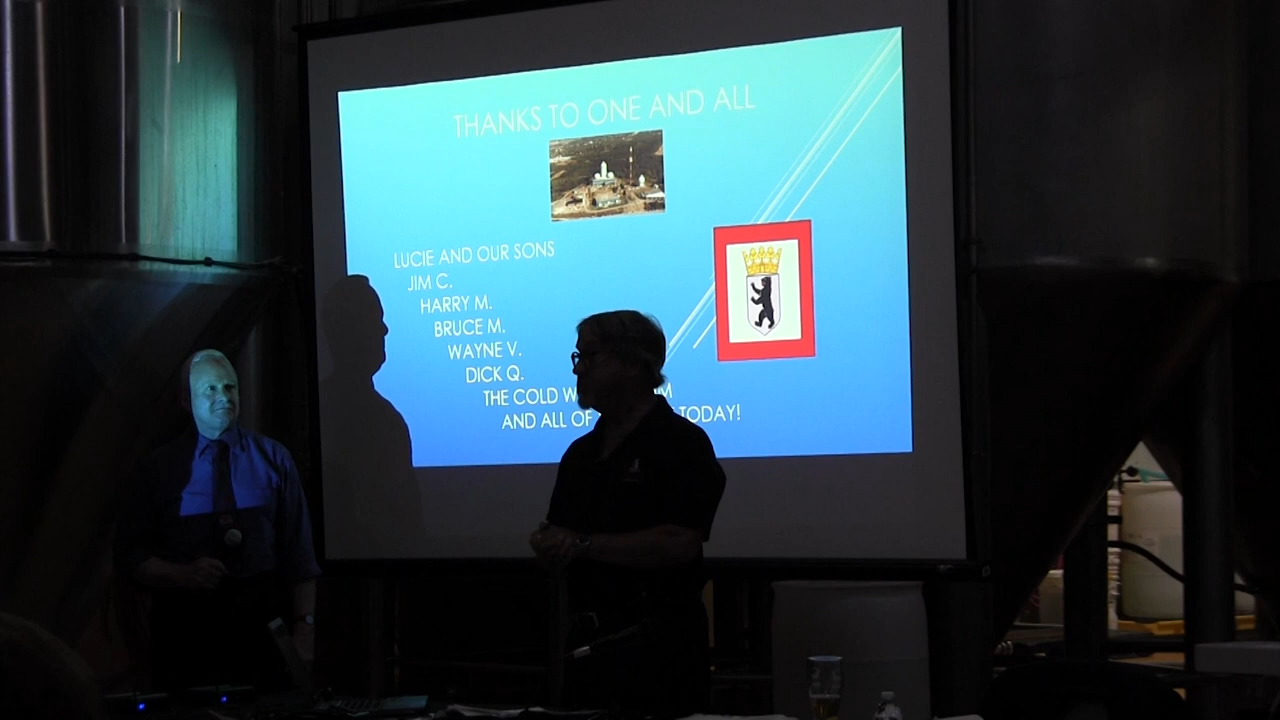 THANKS TO ONE AND ALL
LUCIE AND OUR SONS
JIM C.
HARRY M.
BRUCE M.
WAYNE V.
DICK Q.
THE COLD
AND ALL OF TODAY!